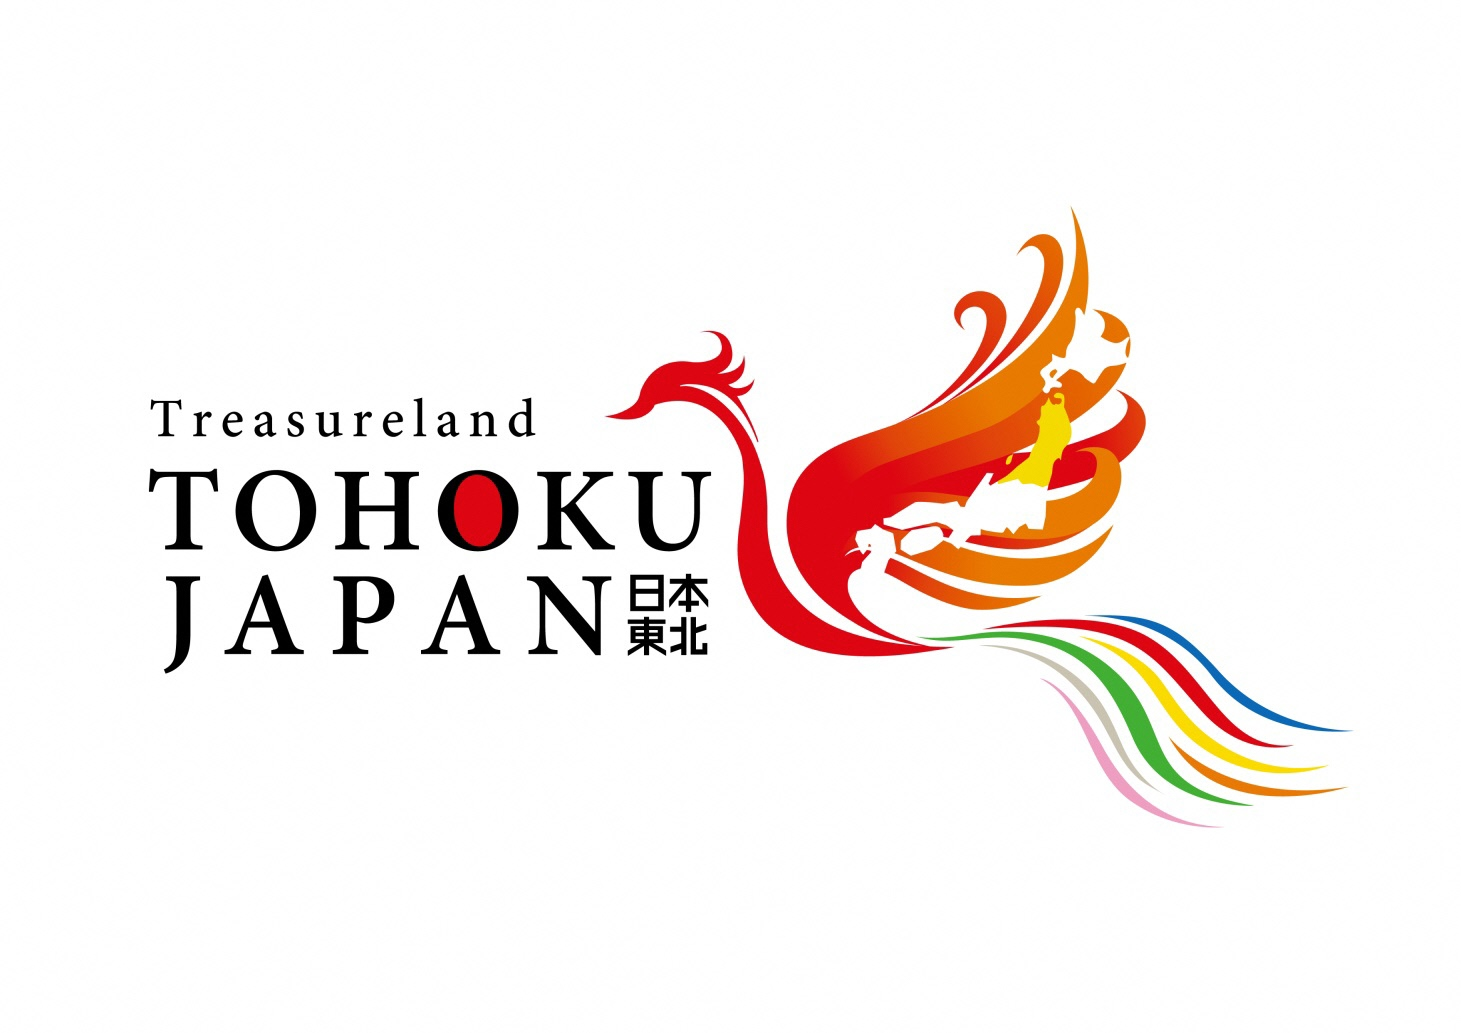 Treasureland
TOHOKU
JAPAN
日本
東北